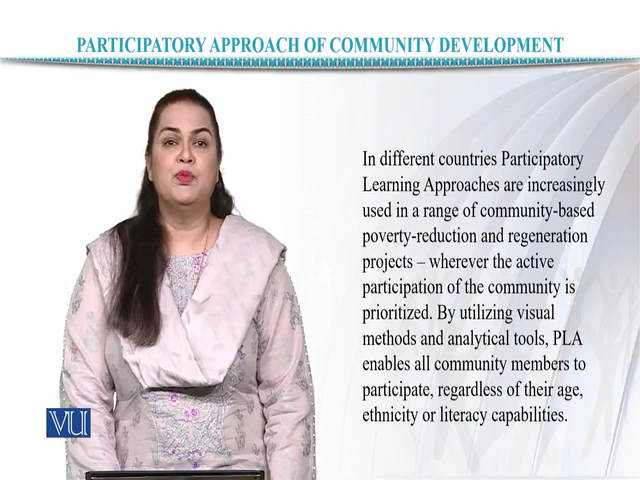 PARTICIPATORY APPROACH OF COMMUNITY DEVELOPMENT
In different countries Participatory
Learning Approaches are increasingly
used in a range of community-based
poverty-reduction and regeneration
projects – wherever the active
participation of the community is
prioritized. By utilizing visual
methods and analytical tools, PLA
enables all community members to
participate, regardless of their age,
ethnicity or literacy capabilities.
VU